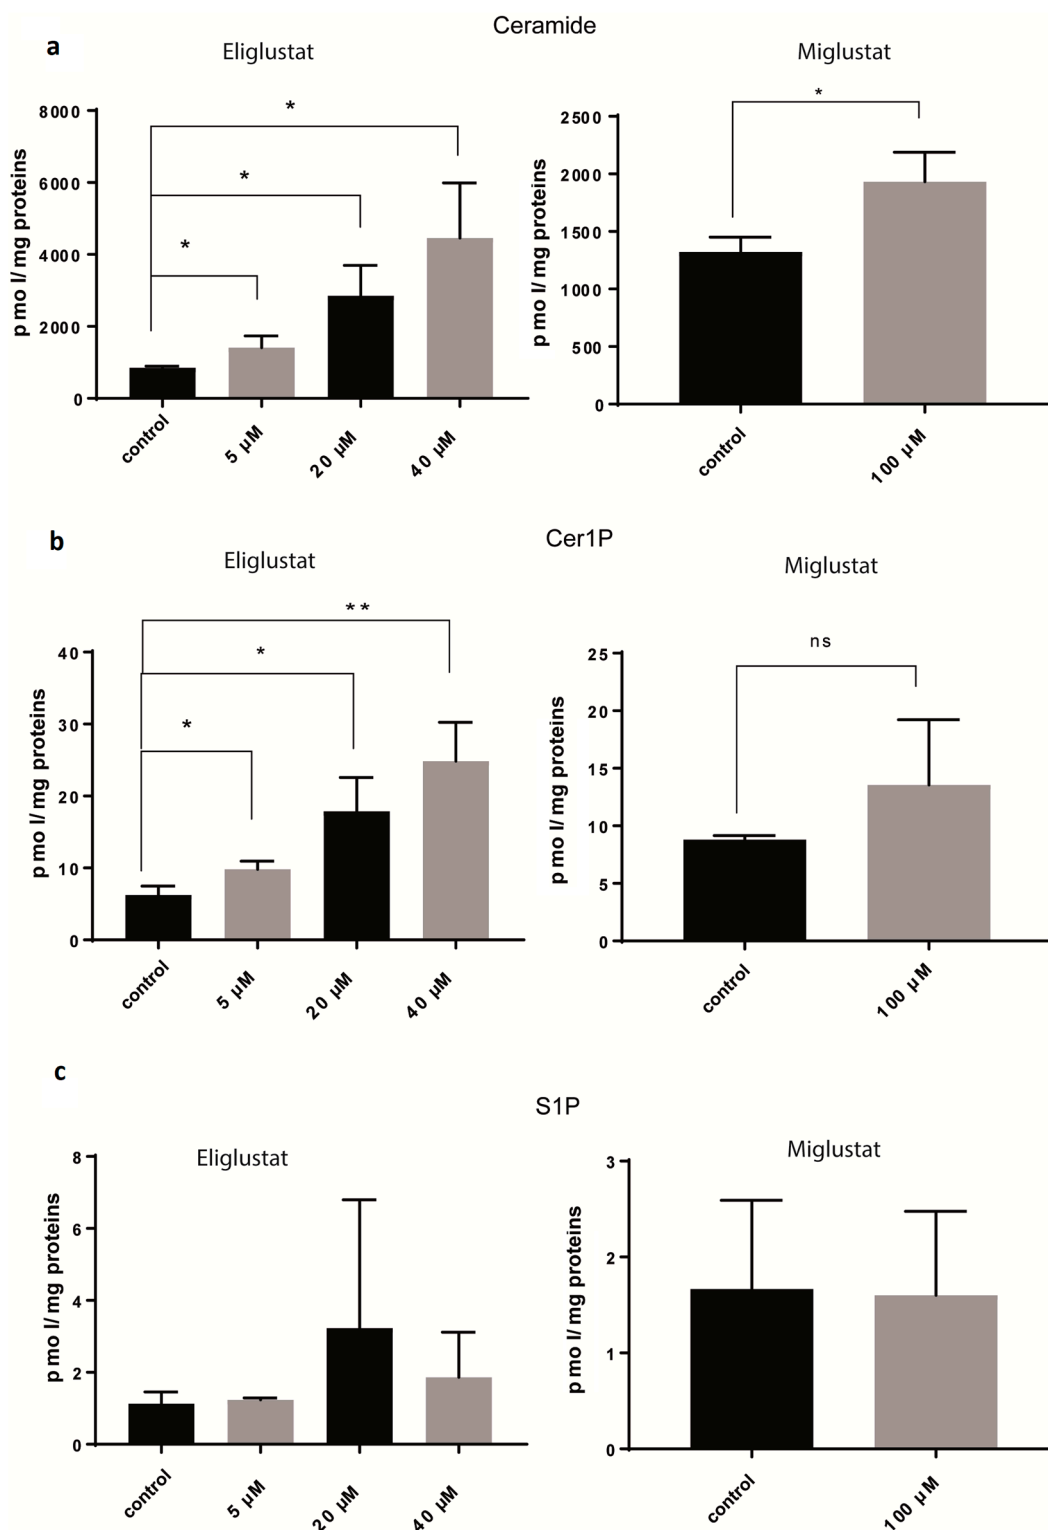 Ceramide
a
Eliglustat
Miglustat
*
*
*
8000
6000
4000
2000
0
p mo l/ mg proteins
control
5 µM
20 µM
40 µM
*
2500
2000
1500
1000
500
0
p mo l/ mg proteins
control
100 µM
b
Cer1P
Eliglustat
Miglustat
**
*
*
40
30
20
10
0
p mo l/ mg proteins
control
5 µM
20 µM
40 µM
ns
25
20
15
10
5
0
p mo l/ mg proteins
control
100 µM
c
S1P
Eliglustat
Miglustat
8
6
4
2
0
p mo l/ mg proteins
control
5 µM
20 µM
40 µM
3
2
1
0
p mo l/ mg proteins
control
100 µM